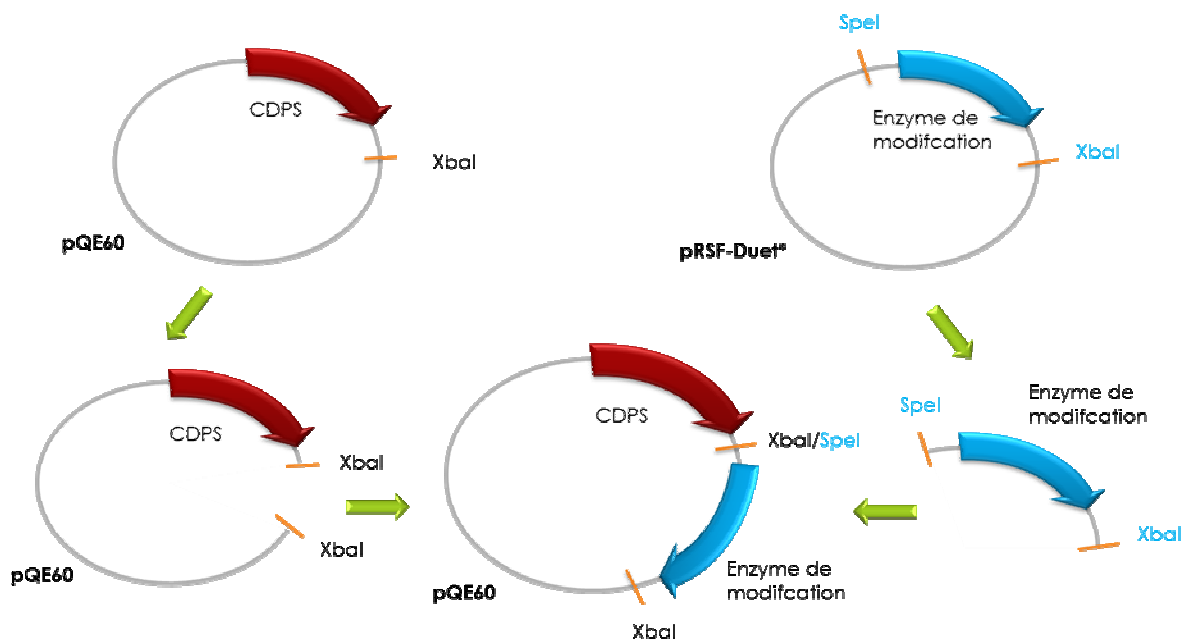 SpeI
CDPS
Enzyme de
modifcation
XbaI
XbaI
pQE60
pRSF-Duet*
CDPS
XbaI
XbaI
pQE60
CDPS
XbaI/SpeI
Enzyme de
modifcation
pQE60
XbaI
Enzyme de
modifcation
SpeI
XbaI